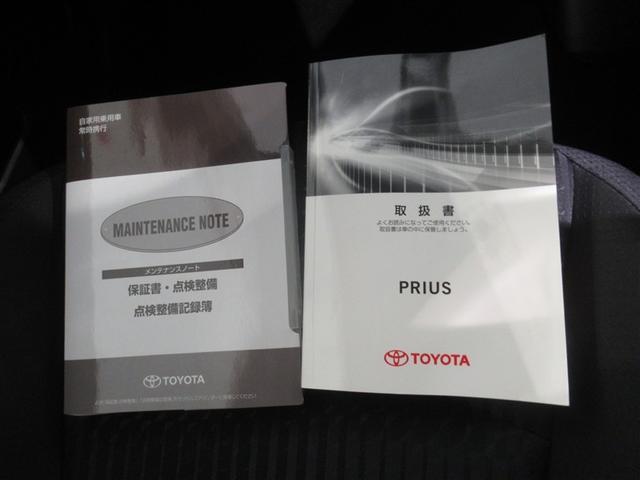 自家用乗用車
常時携行
MAINTENANCE NOTE
メンテナンスノート
保証書・点検整備
点検整備記録簿
TOYOTA
取扱書
よくお読みになってご使用ください。
取扱書は車の中に保管しましょう。
PRIUS
TOYOTA